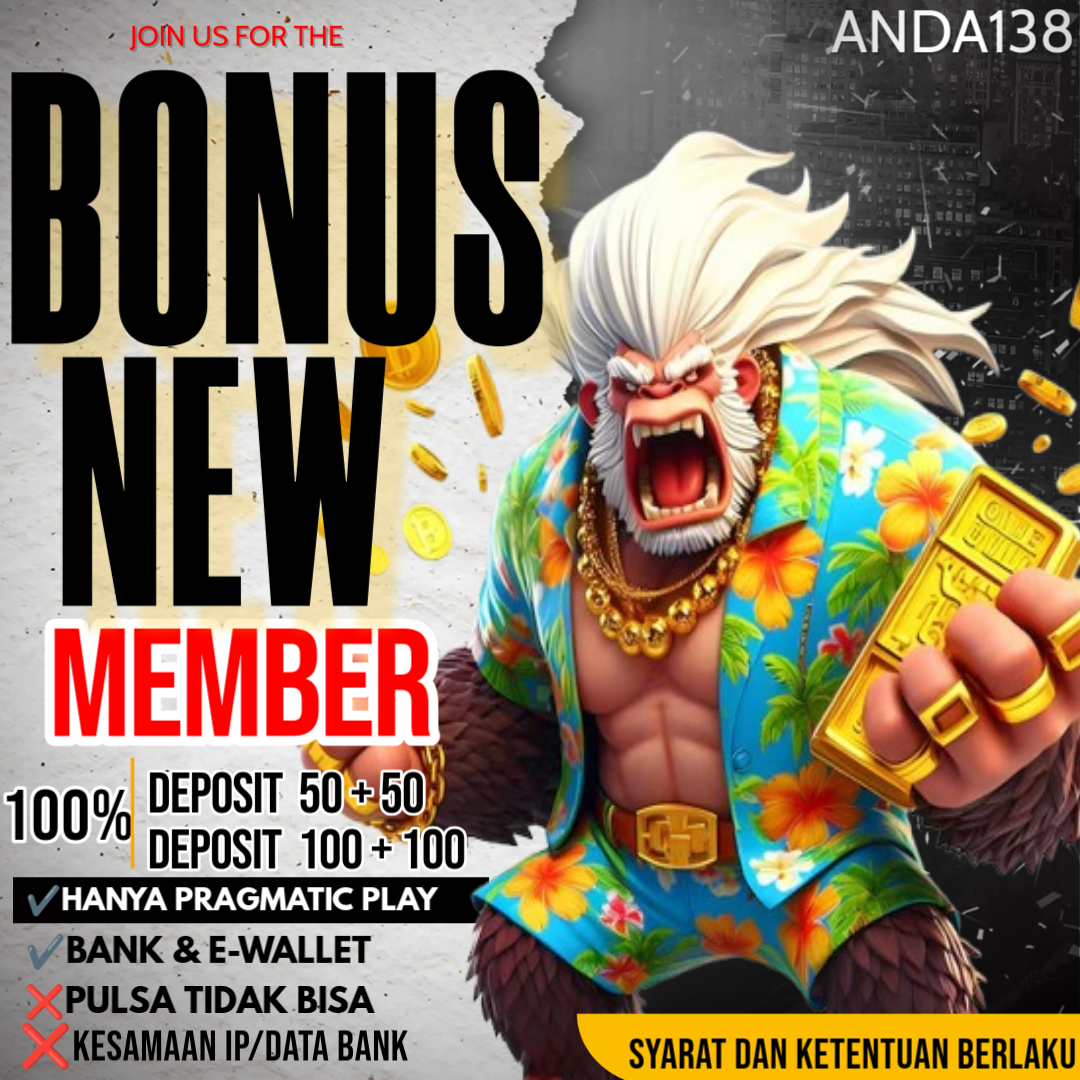 JOIN US FOR THE
ANDA138
BONUS
NEW
MEMBER
100%
DEPOSIT 50 + 50
DEPOSIT 100 + 100
✔HANYA PRAGMATIC PLAY
✔BANK & E-WALLET
❌PULSA TIDAK BISA
❌KESAMAAN IP/DATA BANK
SYARAT DAN KETENTUAN BERLAKU